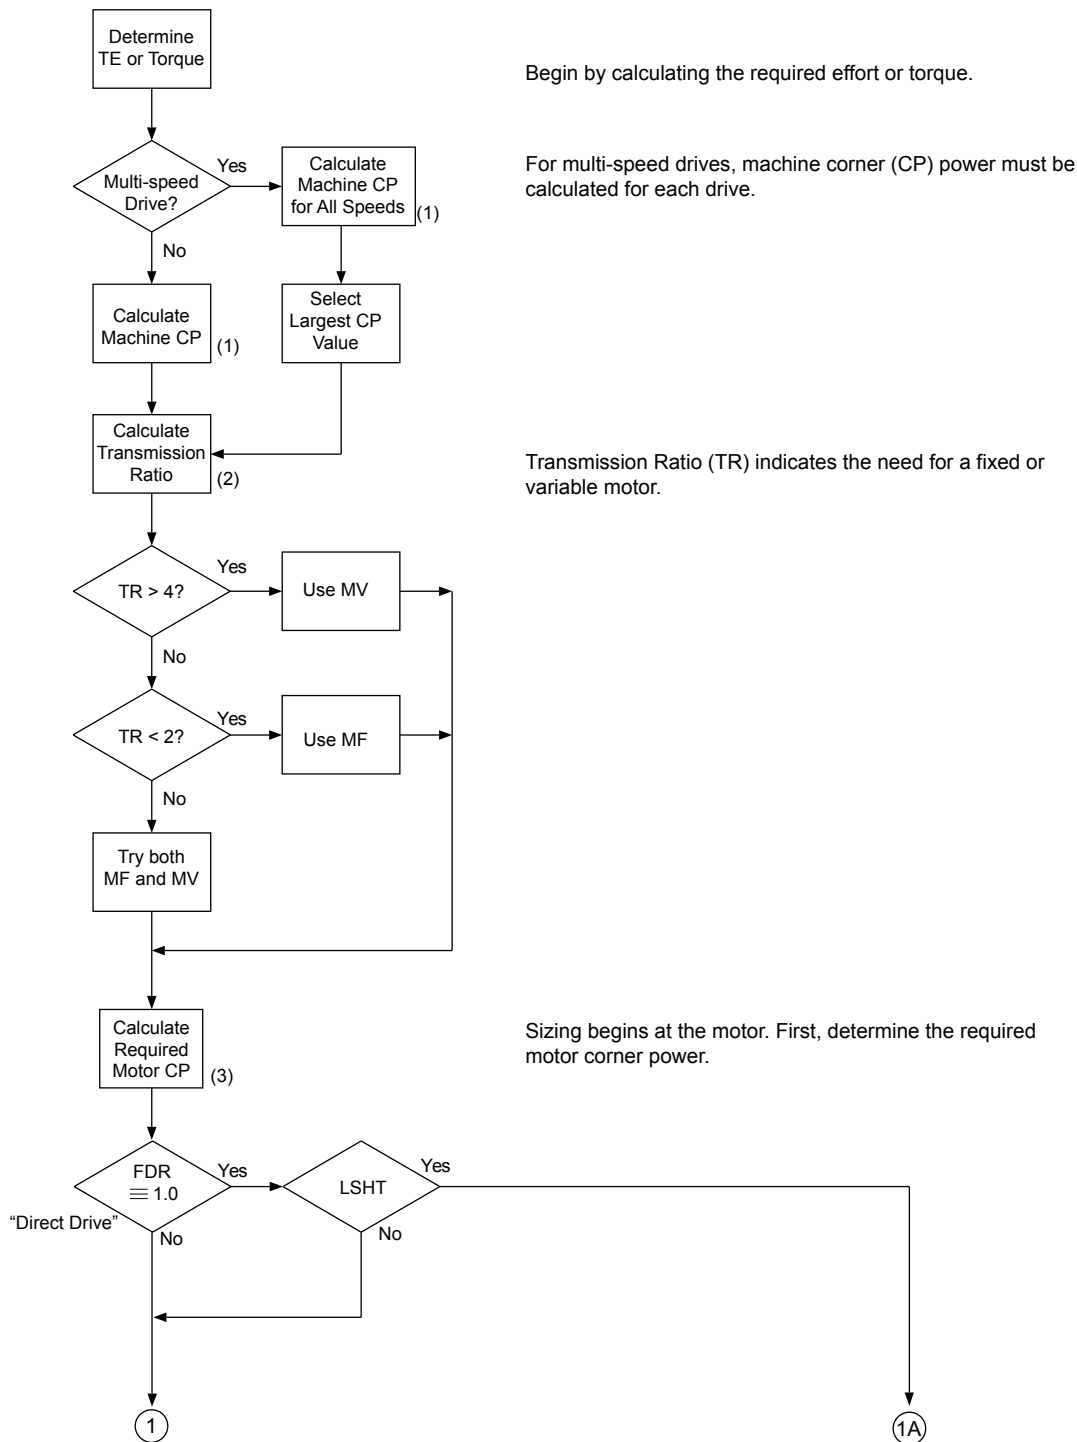 Determine
TE or Torque
Begin by calculating the required effort or torque.
Multi-speed
Drive?
Yes
No
Calculate
Machine CP
for All Speeds
(1)
For multi-speed drives, machine corner (CP) power must be
calculated for each drive.
Calculate
Machine CP
(1)
Select
Largest CP
Value
Calculate
Transmission
Ratio
(2)
Transmission Ratio (TR) indicates the need for a fixed or
variable motor.
TR > 4?
Yes
No
Use MV
TR < 2?
Yes
No
Use MF
Try both
MF and MV
Calculate
Required
Motor CP
(3)
Sizing begins at the motor. First, determine the required
motor corner power.
FDR
≡ 1.0
"Direct Drive"
Yes
No
LSHT
Yes
No
1
1A